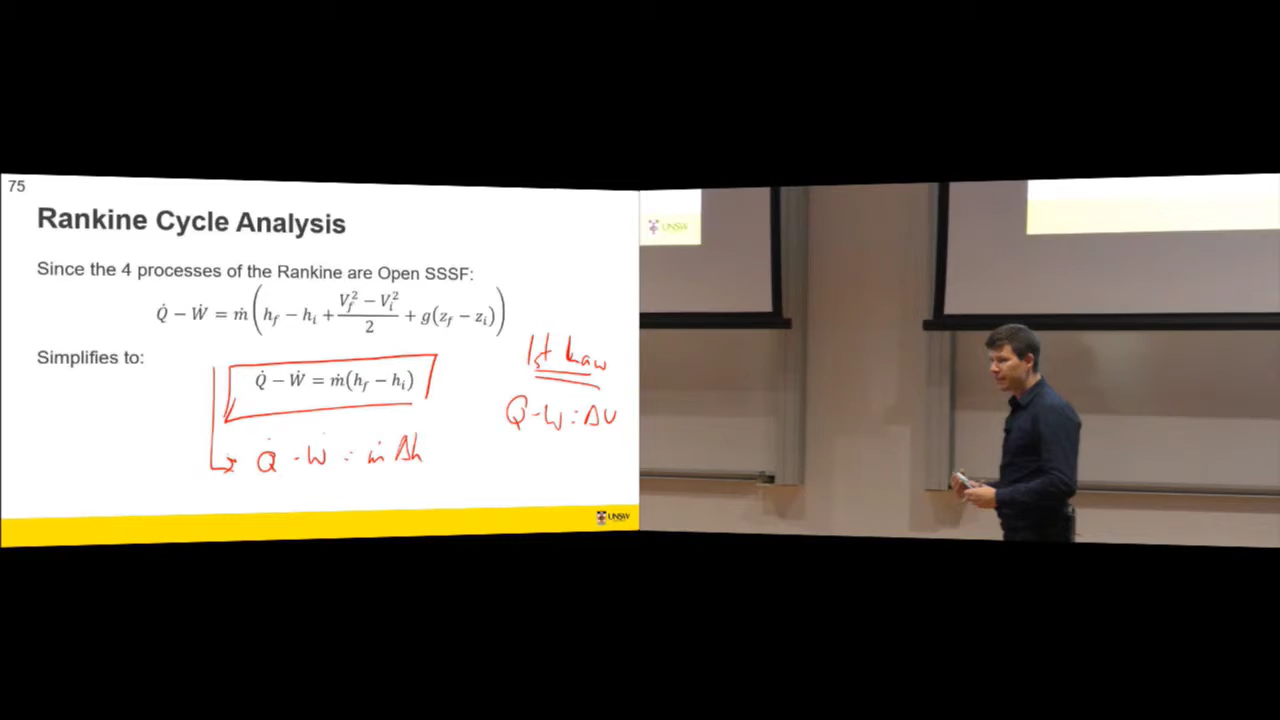 75
Rankine Cycle Analysis
Since the 4 processes of the Rankine are Open SSSF:
Q̇ − Ẇ = ṁ(h_f − h_i + (V_f² − V_i²)/2 + g(z_f − z_i))
Simplifies to:
Q̇ − Ẇ = ṁ(h_f − h_i)
Q̇ - Ẇ = ṁ Δh
1st Law
Q - W = ΔU
UNSW
UNSW